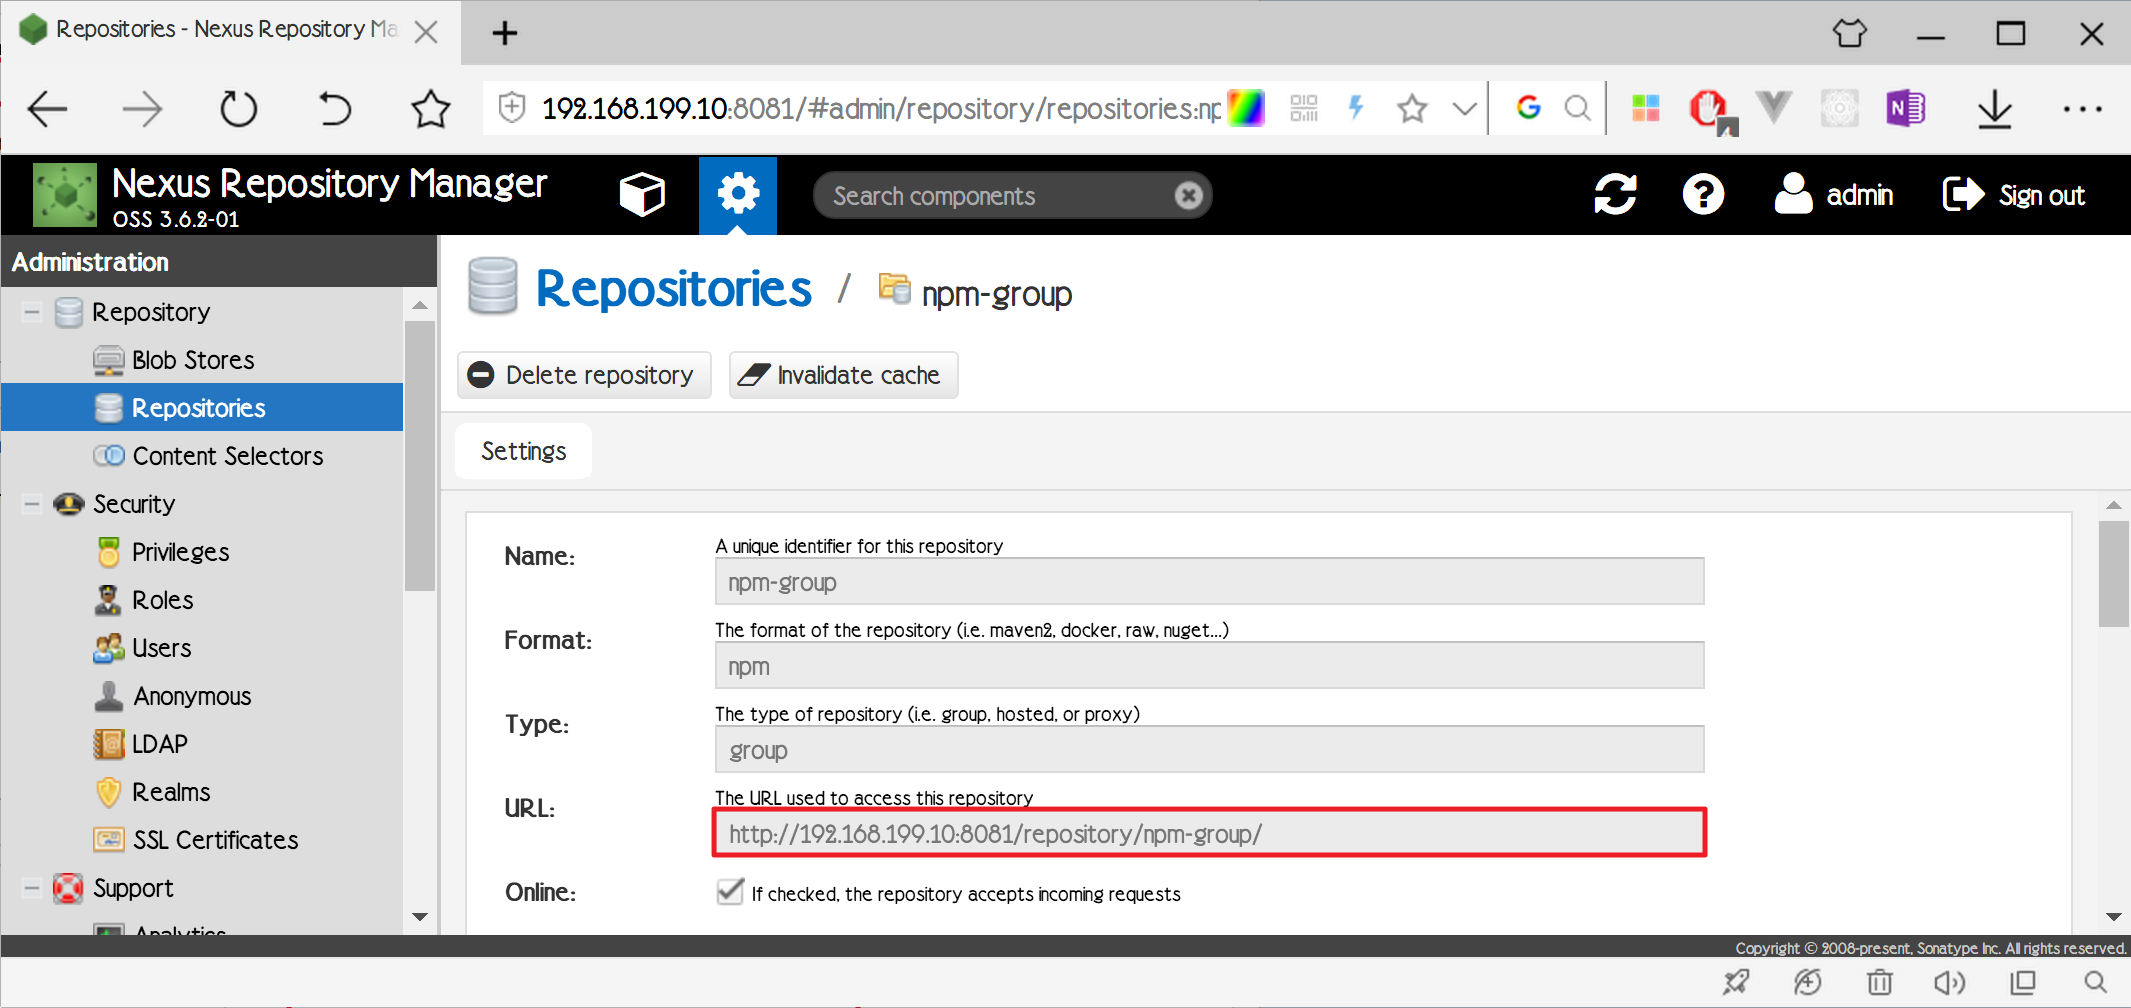 Repositories - Nexus Repository Ma
192.168.199.10:8081/#admin/repository/repositories:np
Nexus Repository Manager
OSS 3.6.2-01
Search components
admin
Sign out
Administration
Repository
Blob Stores
Repositories
Content Selectors
Security
Privileges
Roles
Users
Anonymous
LDAP
Realms
SSL Certificates
Support
Analytics
Repositories / npm-group
Delete repository
Invalidate cache
Settings
Name:
A unique identifier for this repository
npm-group
Format:
The format of the repository (i.e. maven2, docker, raw, nuget...)
npm
Type:
The type of repository (i.e. group, hosted, or proxy)
group
URL:
The URL used to access this repository
http://192.168.199.10:8081/repository/npm-group/
Online:
If checked, the repository accepts incoming requests
Copyright © 2008-present, Sonatype Inc. All rights reserved.